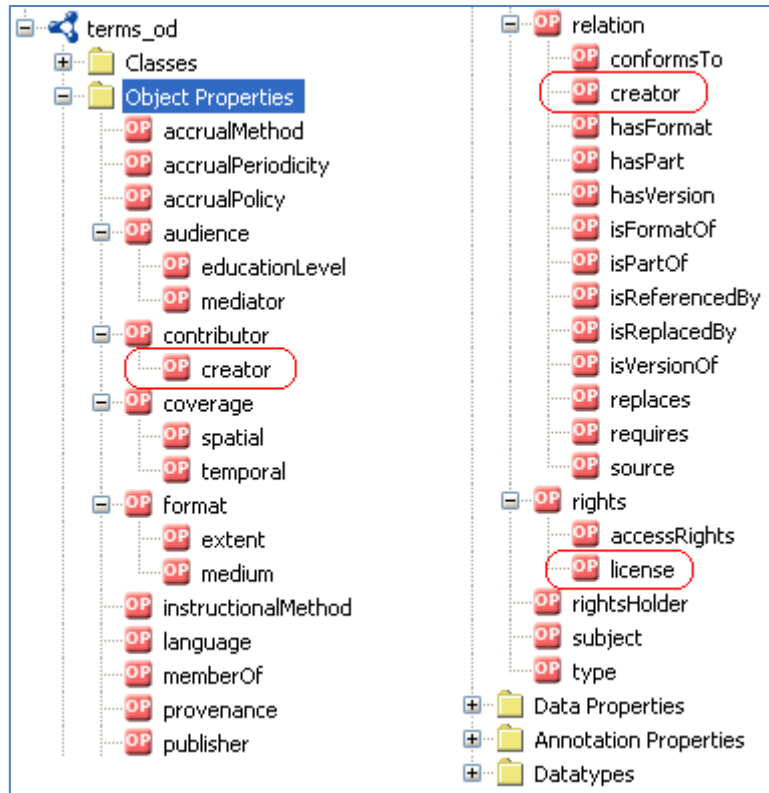 terms_od
Classes
Object Properties
OP accrualMethod
OP accrualPeriodicity
OP accrualPolicy
OP audience
OP educationLevel
OP mediator
OP contributor
OP creator
OP coverage
OP spatial
OP temporal
OP format
OP extent
OP medium
OP instructionalMethod
OP language
OP memberOf
OP provenance
OP publisher
OP relation
OP conformsTo
OP creator
OP hasFormat
OP hasPart
OP hasVersion
OP isFormatOf
OP isPartOf
OP isReferencedBy
OP isReplacedBy
OP isVersionOf
OP replaces
OP requires
OP source
OP rights
OP accessRights
OP license
OP rightsHolder
OP subject
OP type
Data Properties
Annotation Properties
Datatypes